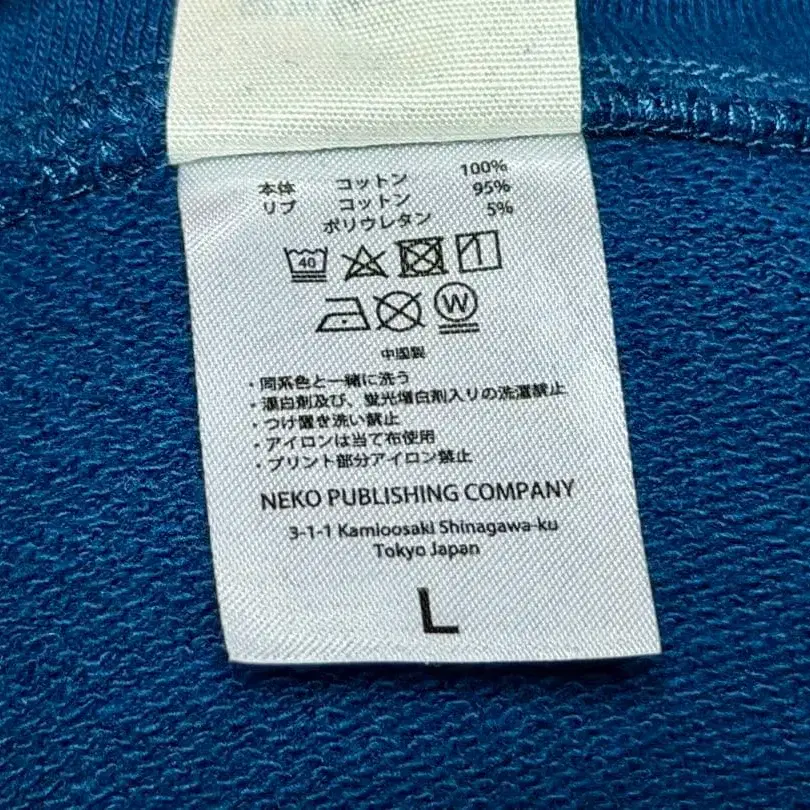 本体 コットン 100%
リブ コットン 95%
ポリウレタン 5%
40
W
中国製
・同系色と一緒に洗う
・漂白剤及び、蛍光増白剤入りの洗濯禁止
・つけ置き洗い禁止
・アイロンは当て布使用
・プリント部分アイロン禁止
NEKO PUBLISHING COMPANY
3-1-1 Kamioosaki Shinagawa-ku
Tokyo Japan
L